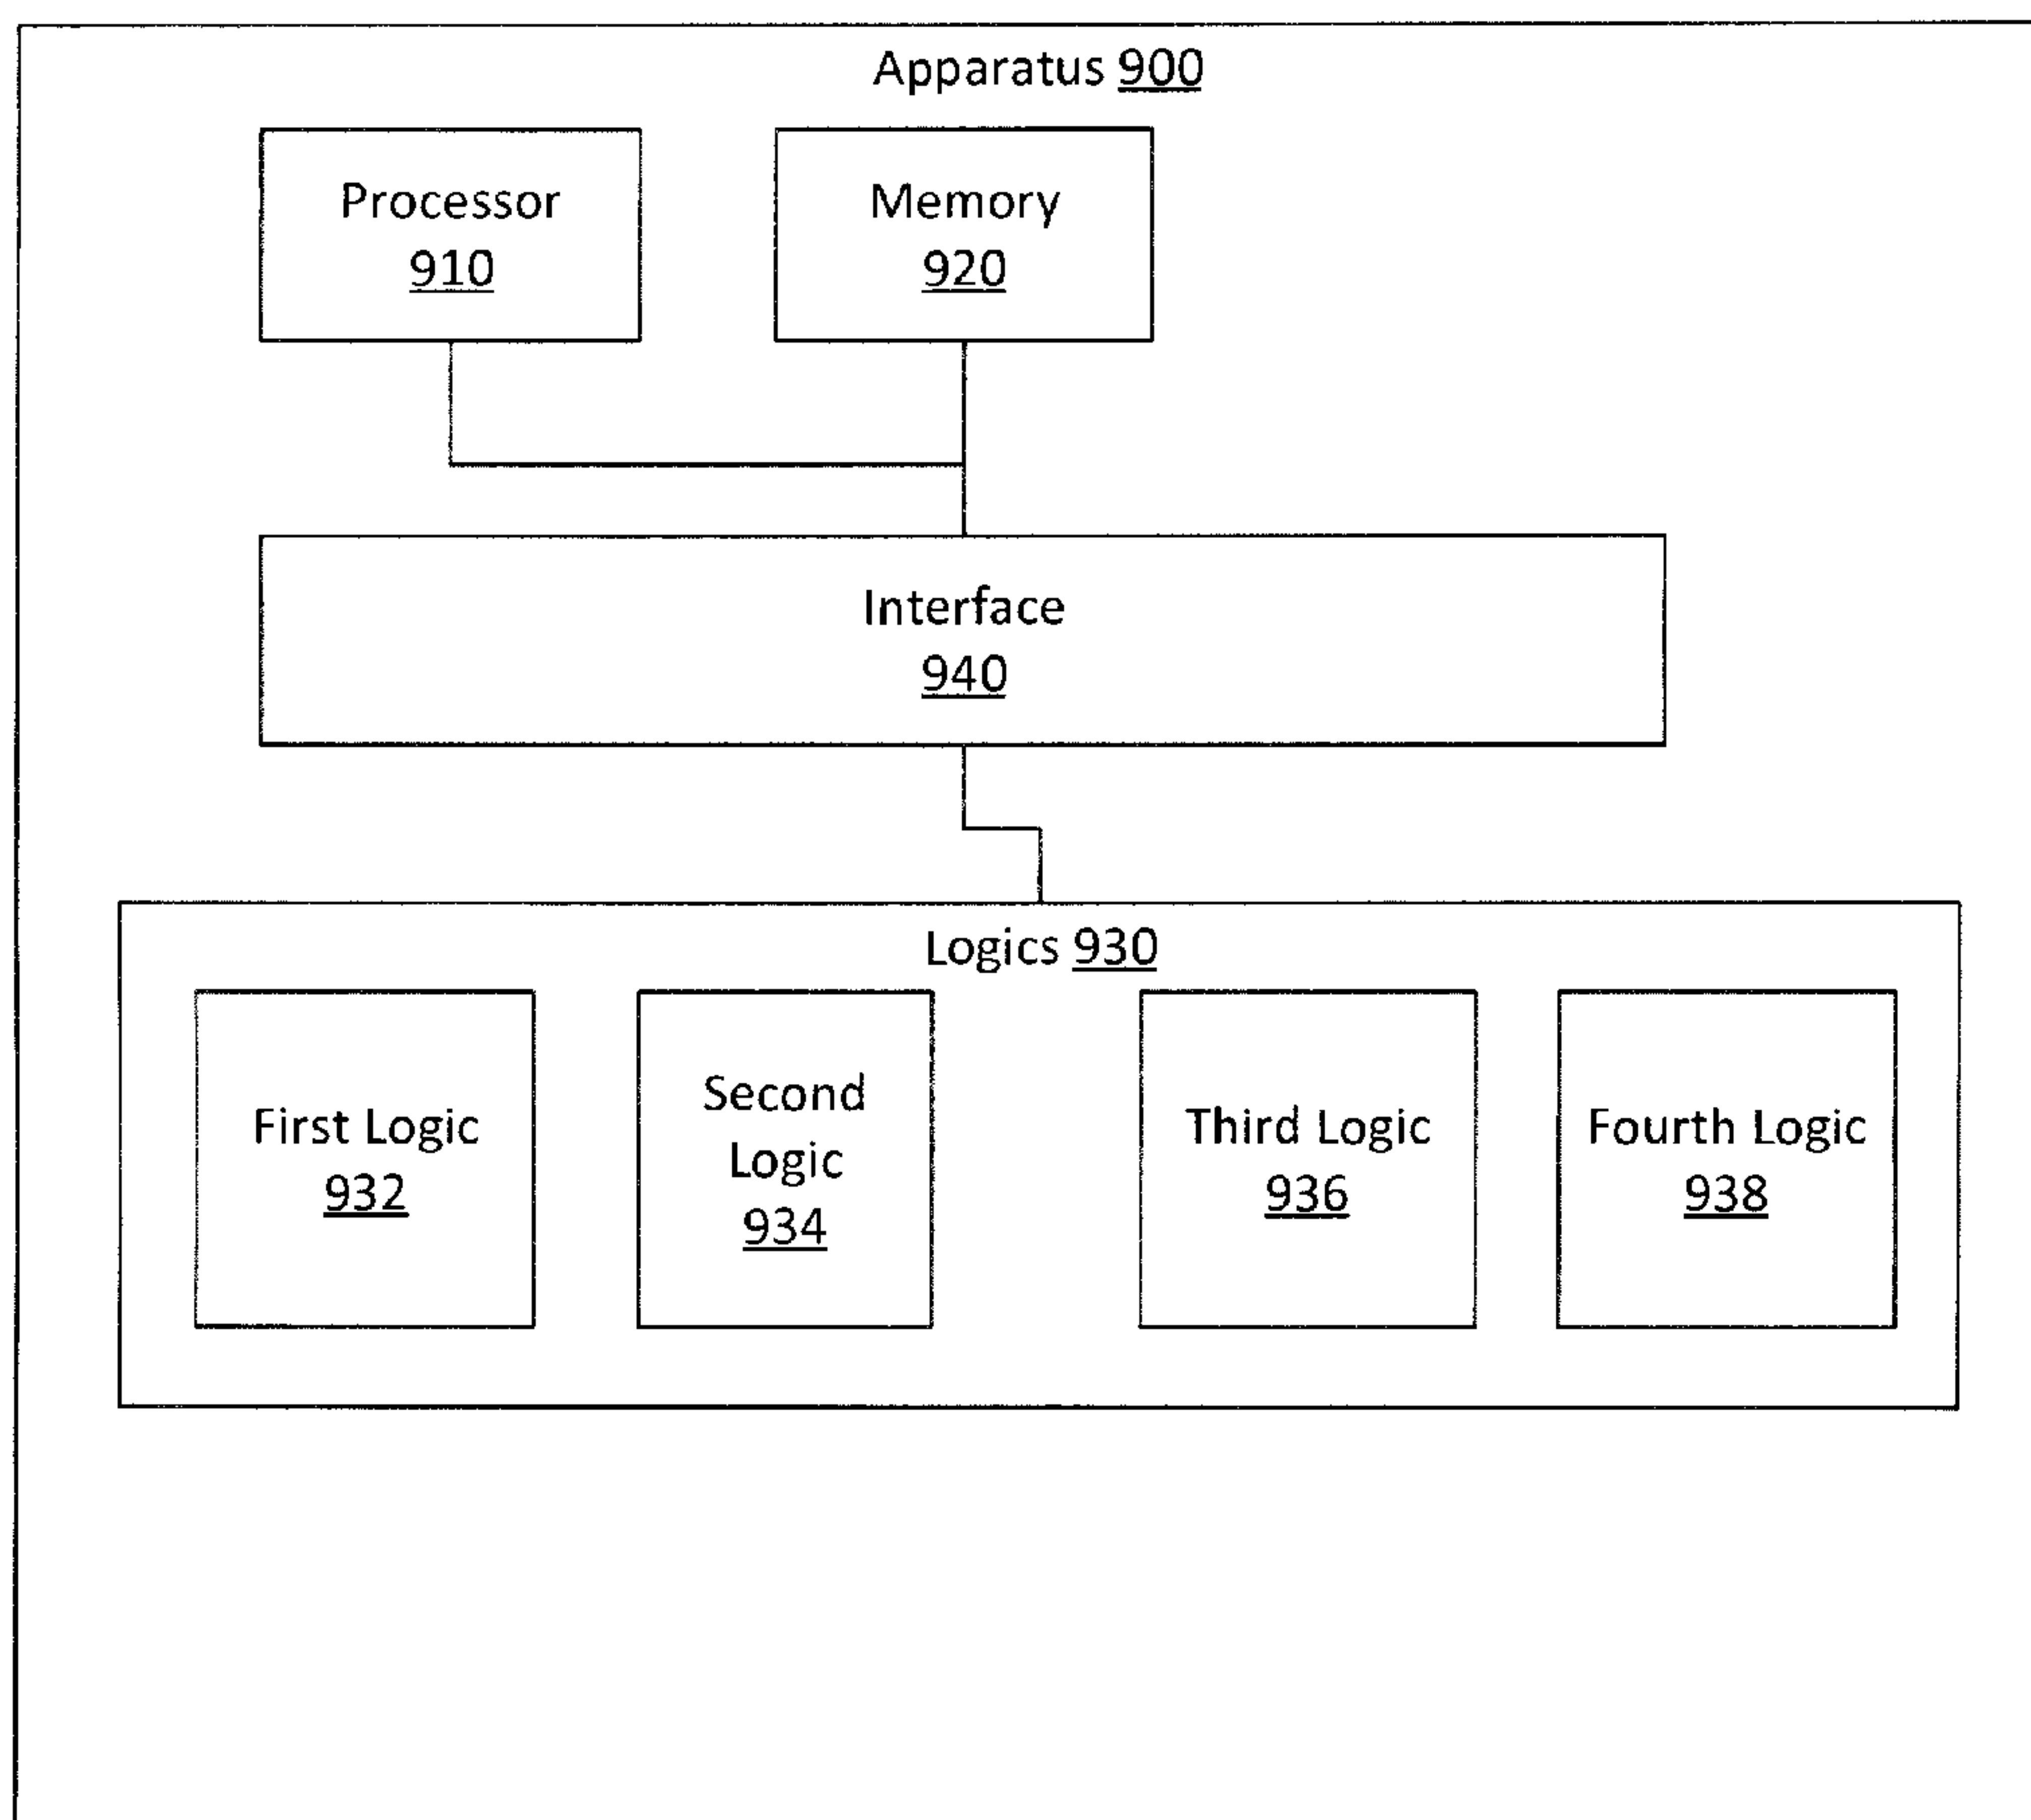 Apparatus 900
Processor
910
Memory
920
Interface
940
Logics 930
First Logic
932
Second
Logic
934
Third Logic
936
Fourth Logic
938